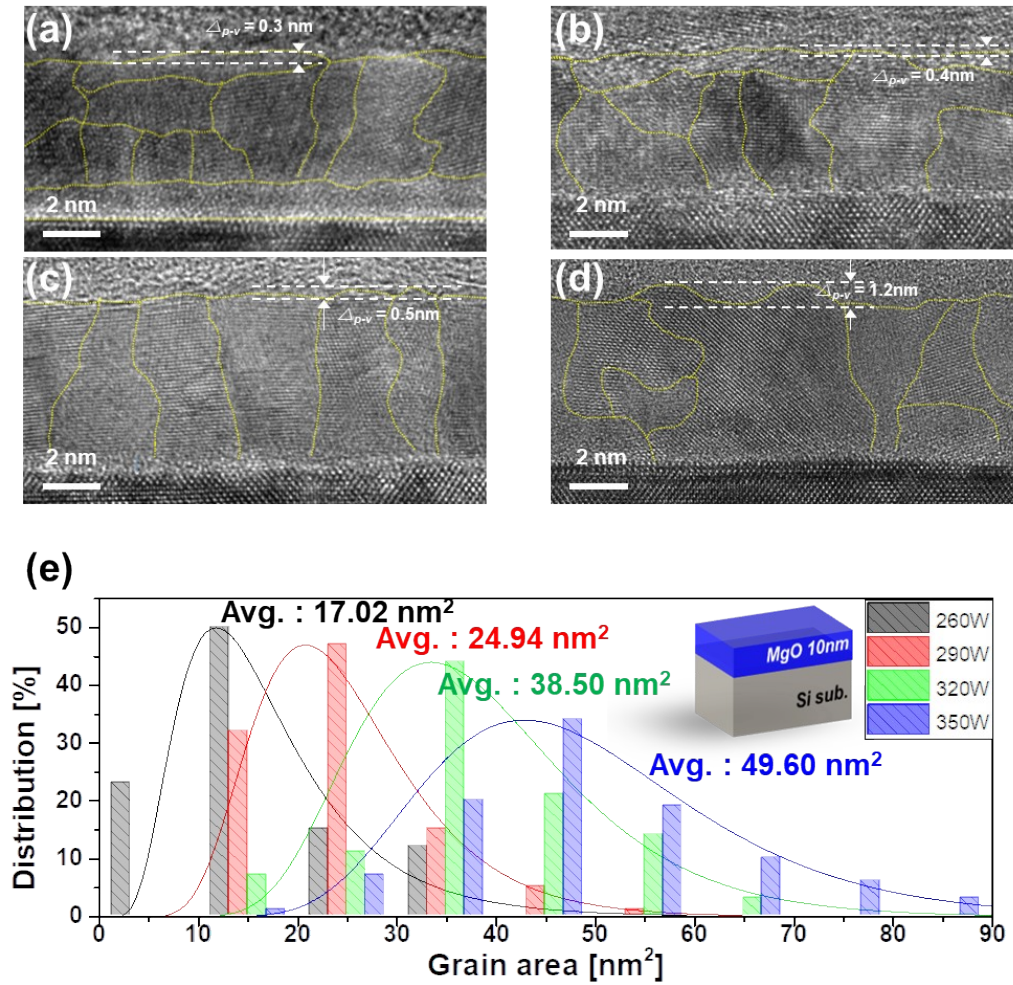 (a)
△p-v = 0.3 nm
2 nm
(b)
△p-v = 0.4nm
2 nm
(c)
△p-v = 0.5nm
2 nm
(d)
△p-v = 1.2nm
2 nm
(e)
Avg. : 17.02 nm²
Avg. : 24.94 nm²
Avg. : 38.50 nm²
Avg. : 49.60 nm²
MgO 10nm
Si sub.
260W
290W
320W
350W
Distribution [%]
50
40
30
20
10
0
0 10 20 30 40 50 60 70 80 90
Grain area [nm²]